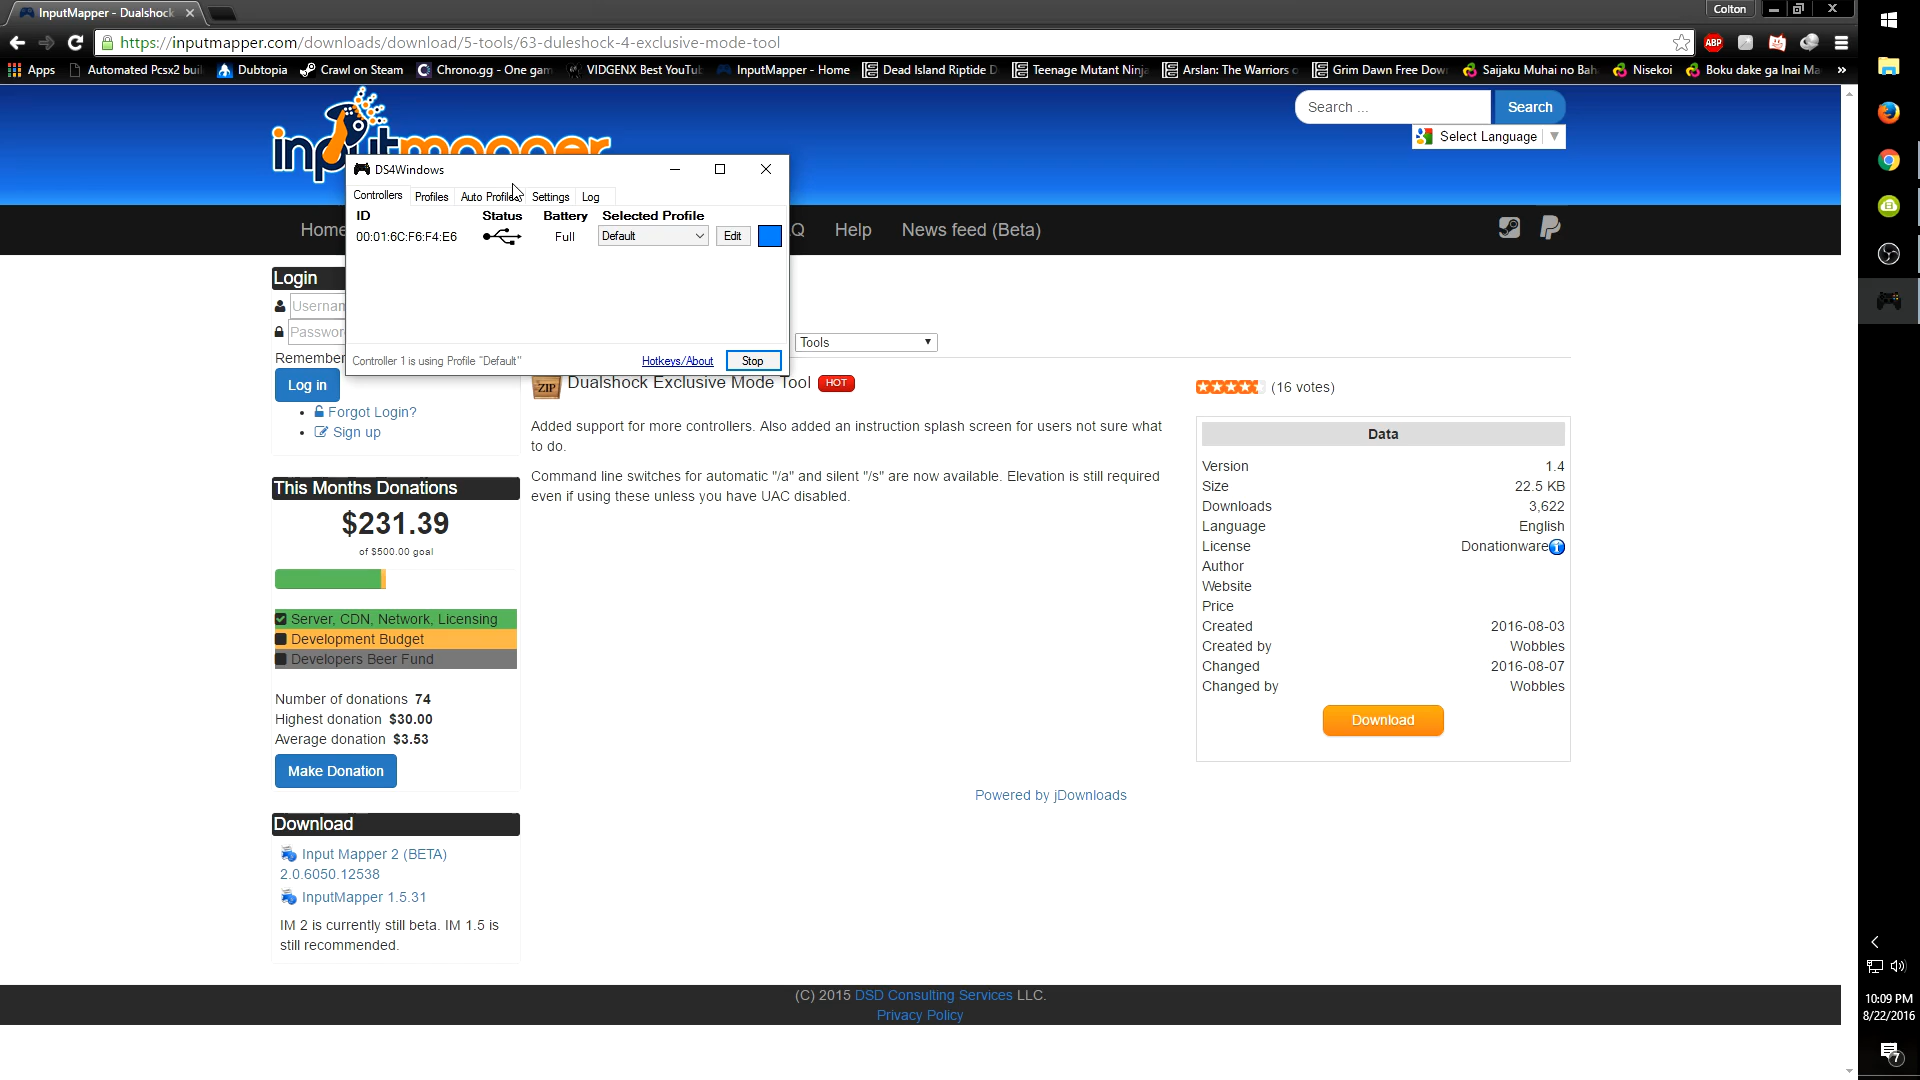 InputMapper - Dualshock
Colton
https://inputmapper.com/downloads/download/5-tools/63-duleshock-4-exclusive-mode-tool
ABP
Apps
Automated Pcsx2 buil
Dubtopia
Crawl on Steam
Chrono.gg - One gam
VIDGENX Best YouTu
InputMapper - Home
Dead Island Riptide D
Teenage Mutant Ninja
Arslan: The Warriors o
Grim Dawn Free Dow
Saijaku Muhai no Bah
Nisekoi
Boku dake ga Inai Ma
»
inputmapper
Search ...
Search
Select Language
DS4Windows
Controllers
Profiles
Auto Profiles
Settings
Log
ID
Status
Battery
Selected Profile
00:01:6C:F6:F4:E6
Full
Default
Edit
Controller 1 is using Profile "Default"
Hotkeys/About
Stop
Home
Q
Help
News feed (Beta)
Login
Usernam
Passwor
Remember
Log in
Forgot Login?
Sign up
Tools
ZIP
Dualshock Exclusive Mode Tool
HOT
(16 votes)
Added support for more controllers. Also added an instruction splash screen for users not sure what
to do.
Command line switches for automatic "/a" and silent "/s" are now available. Elevation is still required
even if using these unless you have UAC disabled.
Data
Version 1.4
Size 22.5 KB
Downloads 3,622
Language English
License Donationware
Author
Website
Price
Created 2016-08-03
Created by Wobbles
Changed 2016-08-07
Changed by Wobbles
Download
Powered by jDownloads
This Months Donations
$231.39
of $500.00 goal
Server, CDN, Network, Licensing
Development Budget
Developers Beer Fund
Number of donations 74
Highest donation $30.00
Average donation $3.53
Make Donation
Download
Input Mapper 2 (BETA)
2.0.6050.12538
InputMapper 1.5.31
IM 2 is currently still beta. IM 1.5 is
still recommended.
(C) 2015 DSD Consulting Services LLC.
Privacy Policy
10:09 PM
8/22/2016
7